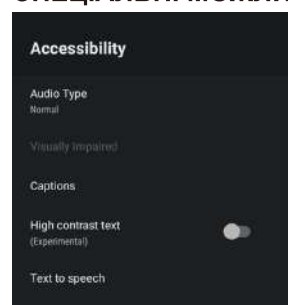 Accessibility
Audio Type
Normal
Visually Impaired
Captions
High contrast text
(Experimental)
Text to speech